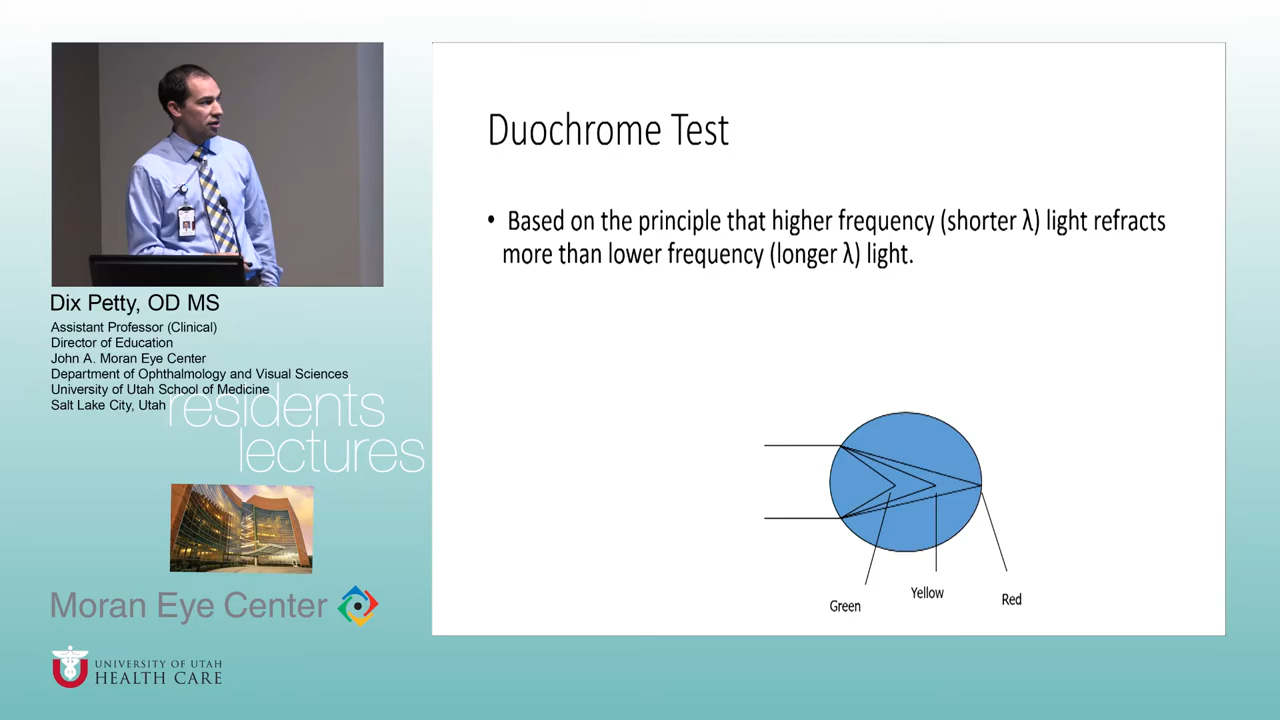 Duochrome Test
• Based on the principle that higher frequency (shorter λ) light refracts
more than lower frequency (longer λ) light.
Green
Yellow
Red
Dix Petty, OD MS
Assistant Professor (Clinical)
Director of Education
John A. Moran Eye Center
Department of Ophthalmology and Visual Sciences
University of Utah School of Medicine
Salt Lake City, Utah
residents
lectures
Moran Eye Center
UNIVERSITY OF UTAH
HEALTH CARE